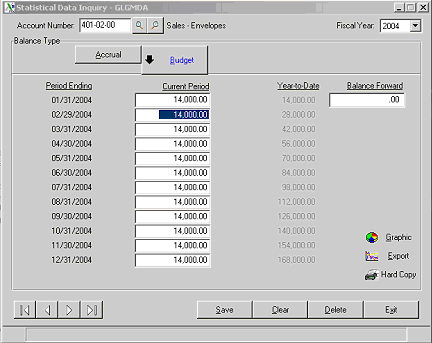 Statistical Data Inquiry - GLGMDA
Account Number: 401-02-00 Sales - Envelopes Fiscal Year: 2004
Balance Type
Accrual Budget
Period Ending Current Period Year-to-Date Balance Forward
01/31/2004 14,000.00 14,000.00 .00
02/29/2004 14,000.00 28,000.00
03/31/2004 14,000.00 42,000.00
04/30/2004 14,000.00 56,000.00
05/31/2004 14,000.00 70,000.00
06/30/2004 14,000.00 84,000.00
07/31/2004 14,000.00 98,000.00
08/31/2004 14,000.00 112,000.00
09/30/2004 14,000.00 126,000.00
10/31/2004 14,000.00 140,000.00
11/30/2004 14,000.00 154,000.00
12/31/2004 14,000.00 168,000.00
Graphic
Export
Hard Copy
Save Clear Delete Exit